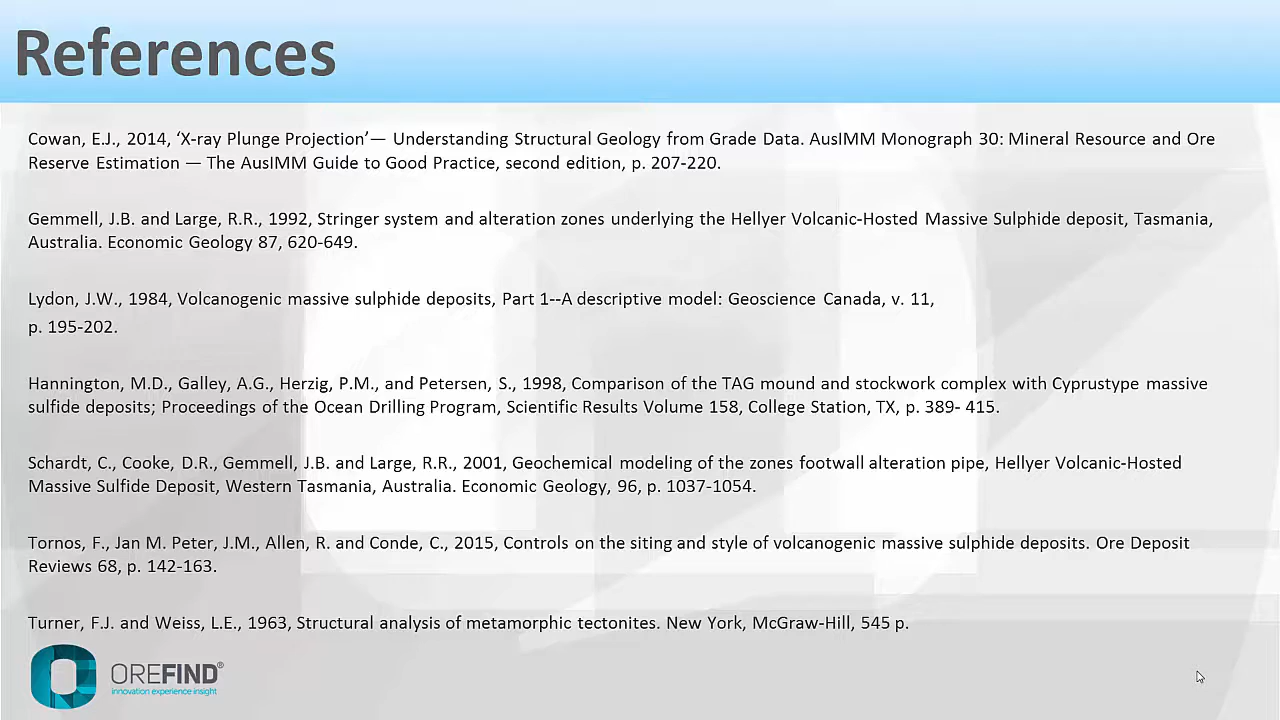 References
Cowan, E.J., 2014, ‘X-ray Plunge Projection’— Understanding Structural Geology from Grade Data. AusIMM Monograph 30: Mineral Resource and Ore
Reserve Estimation — The AusIMM Guide to Good Practice, second edition, p. 207-220.
Gemmell, J.B. and Large, R.R., 1992, Stringer system and alteration zones underlying the Hellyer Volcanic-Hosted Massive Sulphide deposit, Tasmania,
Australia. Economic Geology 87, 620-649.
Lydon, J.W., 1984, Volcanogenic massive sulphide deposits, Part 1--A descriptive model: Geoscience Canada, v. 11,
p. 195-202.
Hannington, M.D., Galley, A.G., Herzig, P.M., and Petersen, S., 1998, Comparison of the TAG mound and stockwork complex with Cyprustype massive
sulfide deposits; Proceedings of the Ocean Drilling Program, Scientific Results Volume 158, College Station, TX, p. 389- 415.
Schardt, C., Cooke, D.R., Gemmell, J.B. and Large, R.R., 2001, Geochemical modeling of the zones footwall alteration pipe, Hellyer Volcanic-Hosted
Massive Sulfide Deposit, Western Tasmania, Australia. Economic Geology, 96, p. 1037-1054.
Tornos, F., Jan M. Peter, J.M., Allen, R. and Conde, C., 2015, Controls on the siting and style of volcanogenic massive sulphide deposits. Ore Deposit
Reviews 68, p. 142-163.
Turner, F.J. and Weiss, L.E., 1963, Structural analysis of metamorphic tectonites. New York, McGraw-Hill, 545 p.
OREFIND®
innovation experience insight